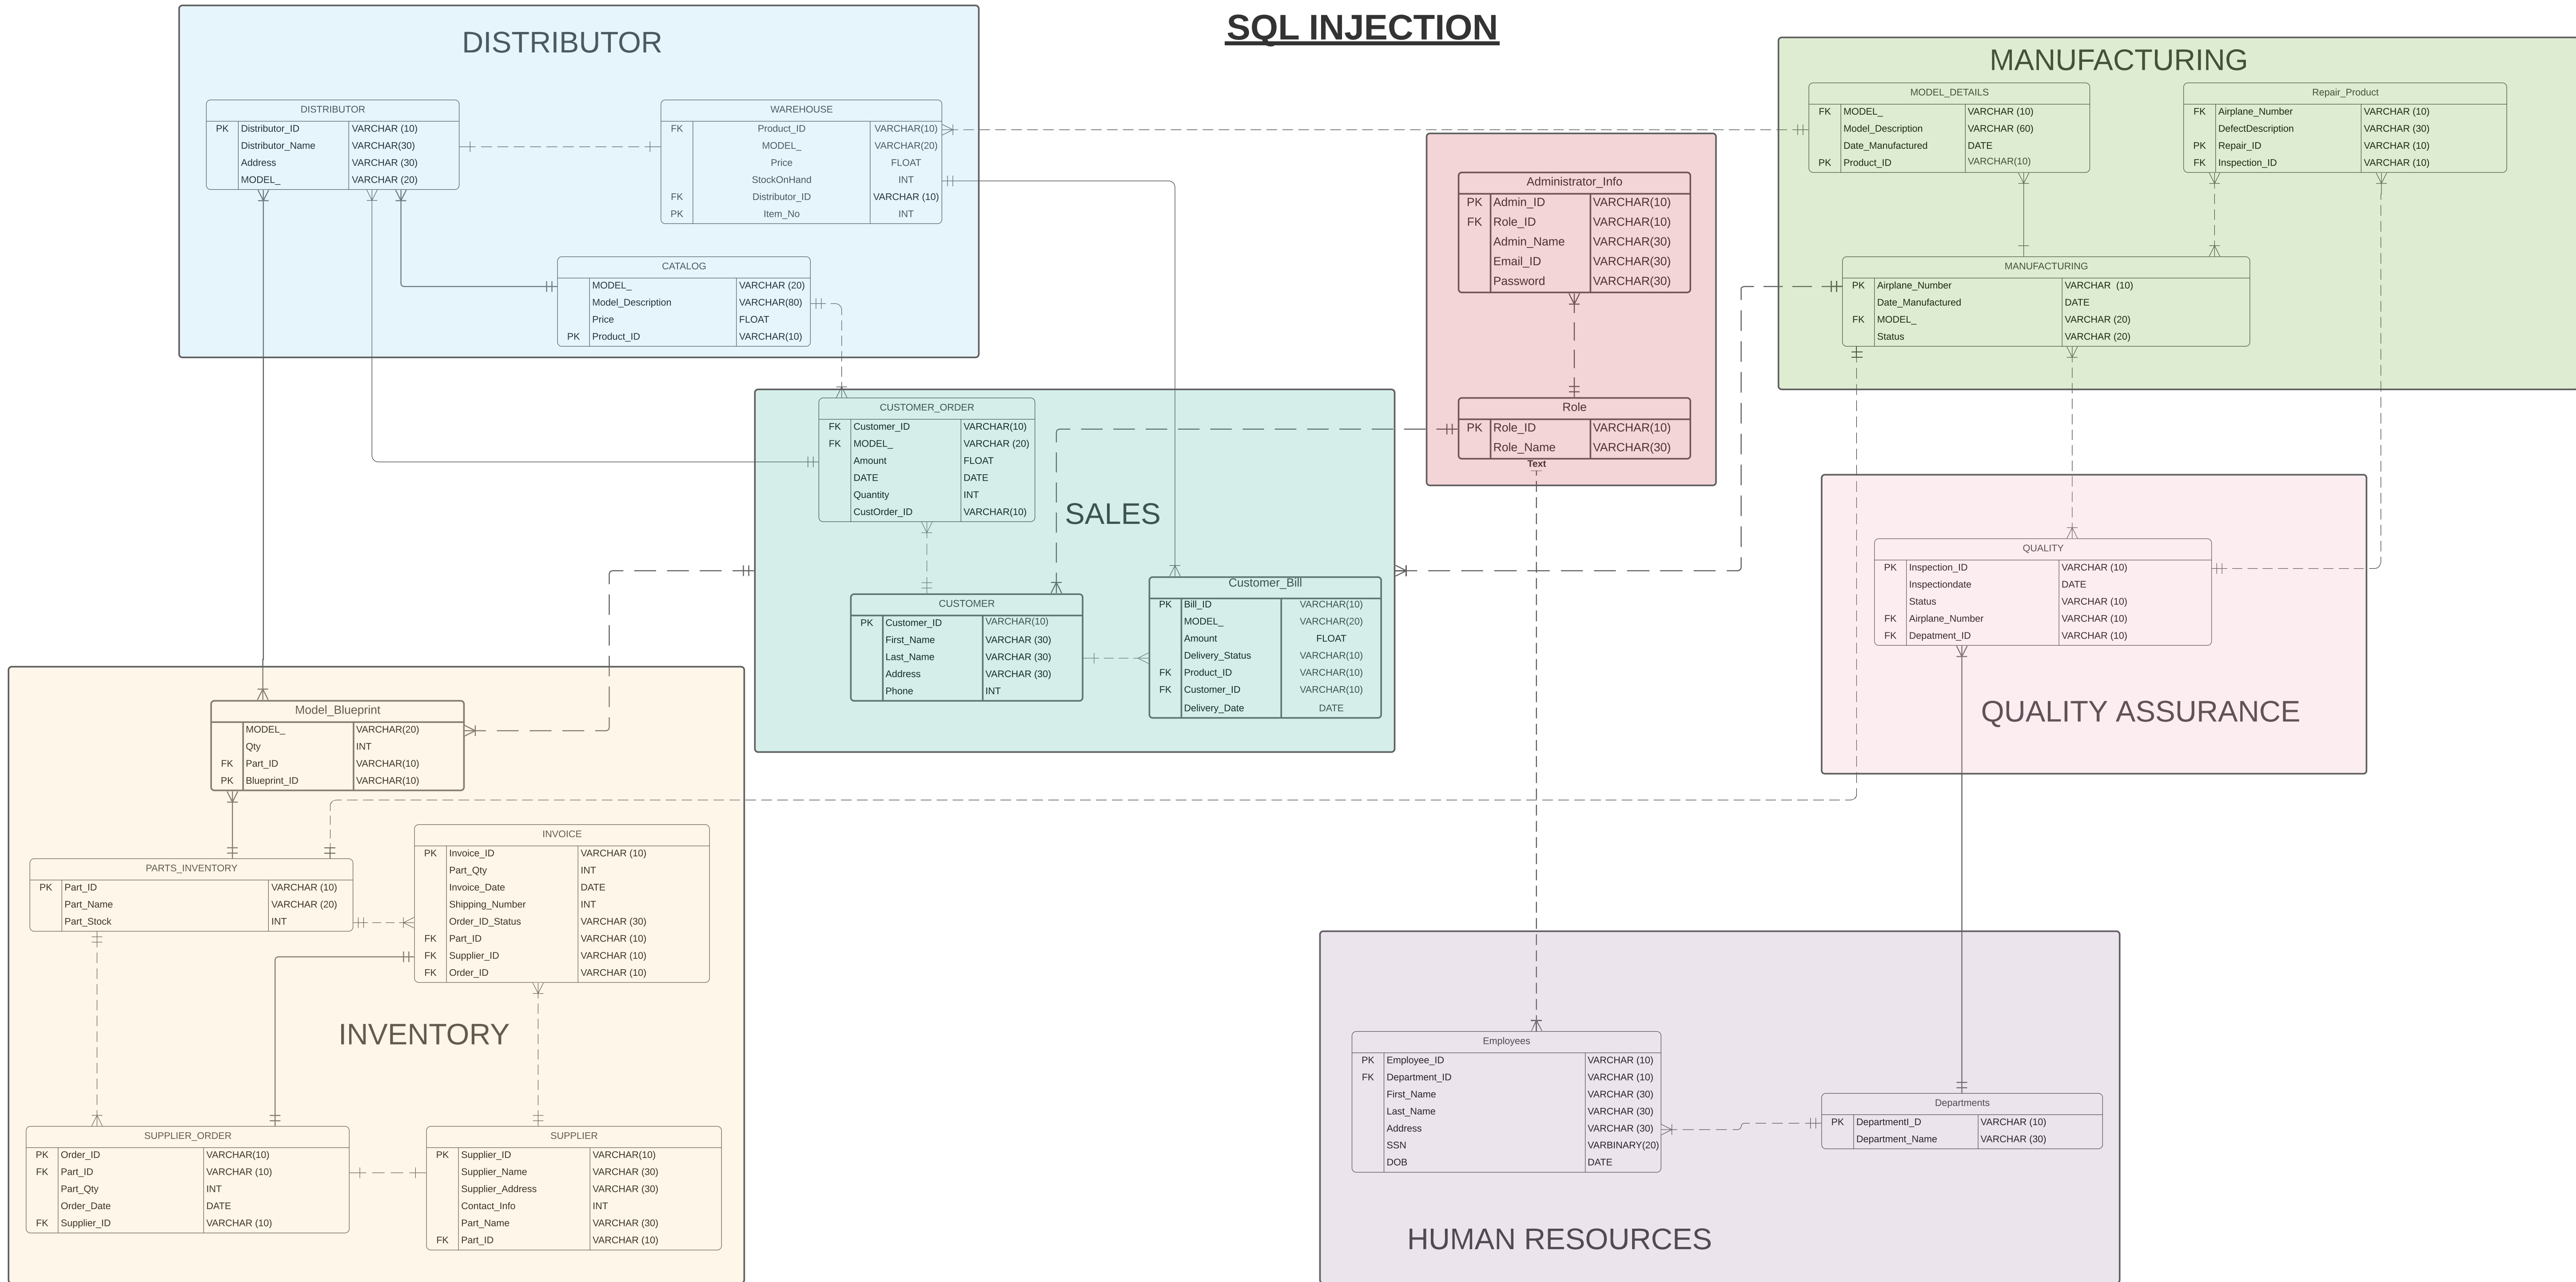 SQL INJECTION
DISTRIBUTOR
DISTRIBUTOR
PK Distributor_ID VARCHAR (10)
Distributor_Name VARCHAR(30)
Address VARCHAR (30)
MODEL_ VARCHAR (20)
WAREHOUSE
FK Product_ID VARCHAR(10)
MODEL_ VARCHAR(20)
Price FLOAT
StockOnHand INT
FK Distributor_ID VARCHAR (10)
PK Item_No INT
CATALOG
MODEL_ VARCHAR (20)
Model_Description VARCHAR(80)
Price FLOAT
PK Product_ID VARCHAR(10)
MANUFACTURING
MODEL_DETAILS
FK MODEL_ VARCHAR (10)
Model_Description VARCHAR (60)
Date_Manufactured DATE
PK Product_ID VARCHAR(10)
Repair_Product
FK Airplane_Number VARCHAR (10)
DefectDescription VARCHAR (30)
PK Repair_ID VARCHAR (10)
FK Inspection_ID VARCHAR (10)
MANUFACTURING
PK Airplane_Number VARCHAR (10)
Date_Manufactured DATE
FK MODEL_ VARCHAR (20)
Status VARCHAR (20)
Administrator_Info
PK Admin_ID VARCHAR(10)
FK Role_ID VARCHAR(10)
Admin_Name VARCHAR(30)
Email_ID VARCHAR(30)
Password VARCHAR(30)
Role
PK Role_ID VARCHAR(10)
Role_Name VARCHAR(30)
Text
CUSTOMER_ORDER
FK Customer_ID VARCHAR(10)
FK MODEL_ VARCHAR (20)
Amount FLOAT
DATE DATE
Quantity INT
CustOrder_ID VARCHAR(10)
SALES
CUSTOMER
PK Customer_ID VARCHAR(10)
First_Name VARCHAR (30)
Last_Name VARCHAR (30)
Address VARCHAR (30)
Phone INT
Customer_Bill
PK Bill_ID VARCHAR(10)
MODEL_ VARCHAR(20)
Amount FLOAT
Delivery_Status VARCHAR(10)
FK Product_ID VARCHAR(10)
FK Customer_ID VARCHAR(10)
Delivery_Date DATE
QUALITY
PK Inspection_ID VARCHAR (10)
Inspectiondate DATE
Status VARCHAR (10)
FK Airplane_Number VARCHAR (10)
FK Depatment_ID VARCHAR (10)
QUALITY ASSURANCE
Model_Blueprint
MODEL_ VARCHAR(20)
Qty INT
FK Part_ID VARCHAR(10)
PK Blueprint_ID VARCHAR(10)
PARTS_INVENTORY
PK Part_ID VARCHAR (10)
Part_Name VARCHAR (20)
Part_Stock INT
INVOICE
PK Invoice_ID VARCHAR (10)
Part_Qty INT
Invoice_Date DATE
Shipping_Number INT
Order_ID_Status VARCHAR (30)
FK Part_ID VARCHAR (10)
FK Supplier_ID VARCHAR (10)
FK Order_ID VARCHAR (10)
INVENTORY
SUPPLIER_ORDER
PK Order_ID VARCHAR(10)
FK Part_ID VARCHAR (10)
Part_Qty INT
Order_Date DATE
FK Supplier_ID VARCHAR (10)
SUPPLIER
PK Supplier_ID VARCHAR(10)
Supplier_Name VARCHAR (30)
Supplier_Address VARCHAR (30)
Contact_Info INT
Part_Name VARCHAR (30)
FK Part_ID VARCHAR (10)
Employees
PK Employee_ID VARCHAR (10)
FK Department_ID VARCHAR (10)
First_Name VARCHAR (30)
Last_Name VARCHAR (30)
Address VARCHAR (30)
SSN VARBINARY(20)
DOB DATE
Departments
PK DepartmentI_D VARCHAR (10)
Department_Name VARCHAR (30)
HUMAN RESOURCES